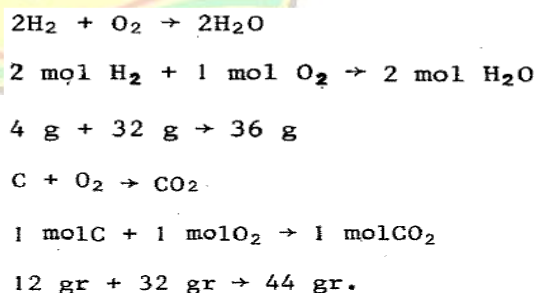 2H₂ + O₂ → 2H₂O
2 mol H₂ + 1 mol O₂ → 2 mol H₂O
4 g + 32 g → 36 g
C + O₂ → CO₂
1 molC + 1 molO₂ → 1 molCO₂
12 gr + 32 gr → 44 gr.